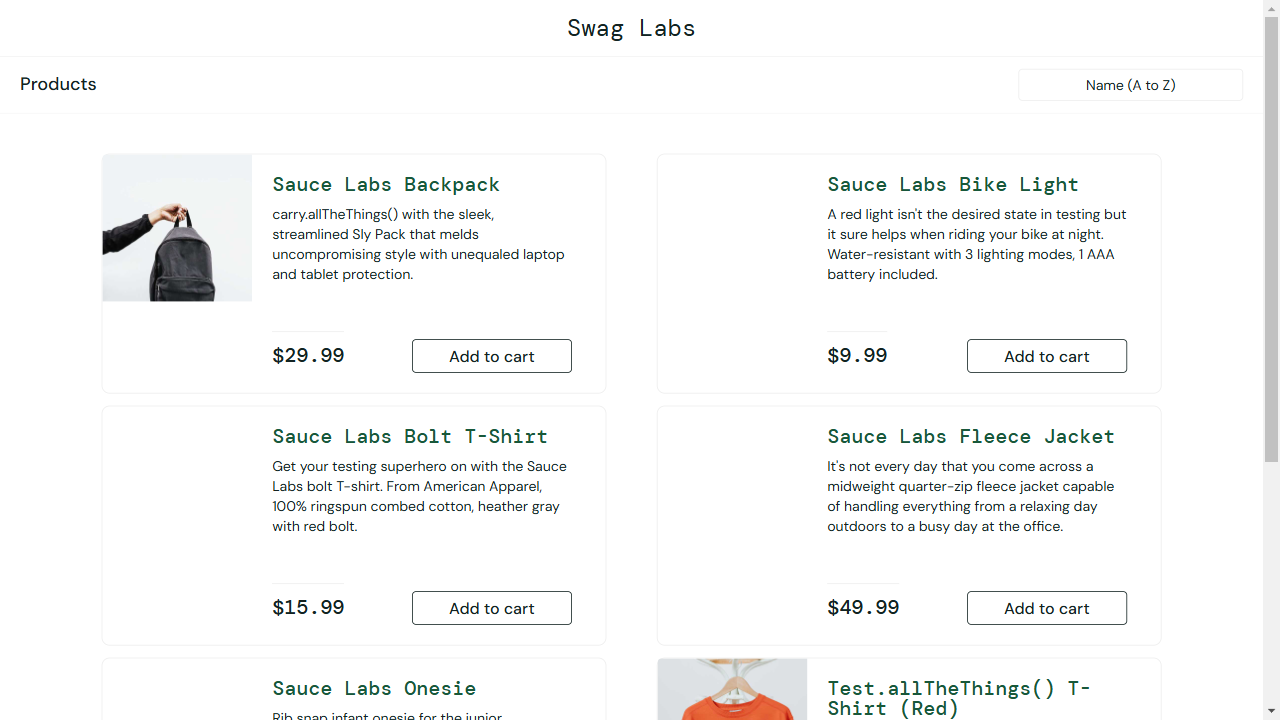 Swag Labs
Products
Name (A to Z)
Sauce Labs Backpack
carry.allTheThings() with the sleek,
streamlined Sly Pack that melds
uncompromising style with unequaled laptop
and tablet protection.
$29.99
Add to cart
Sauce Labs Bike Light
A red light isn't the desired state in testing but
it sure helps when riding your bike at night.
Water-resistant with 3 lighting modes, 1 AAA
battery included.
$9.99
Add to cart
Sauce Labs Bolt T-Shirt
Get your testing superhero on with the Sauce
Labs bolt T-shirt. From American Apparel,
100% ringspun combed cotton, heather gray
with red bolt.
$15.99
Add to cart
Sauce Labs Fleece Jacket
It's not every day that you come across a
midweight quarter-zip fleece jacket capable
of handling everything from a relaxing day
outdoors to a busy day at the office.
$49.99
Add to cart
Sauce Labs Onesie
Rib snap infant onesie for the junior
Test.allTheThings() T-
Shirt (Red)